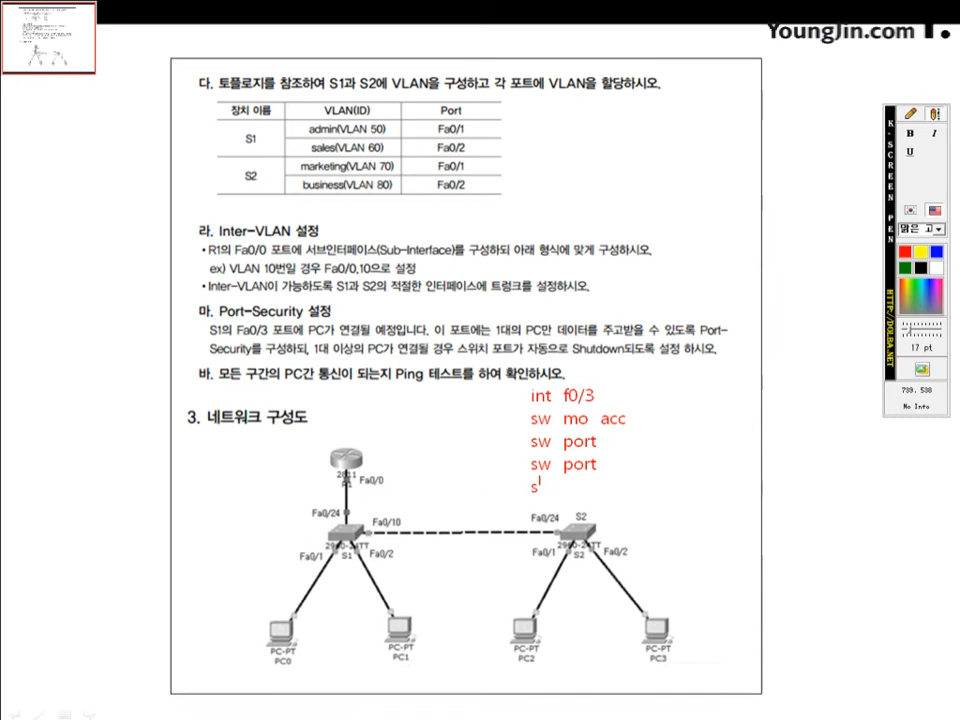 YoungJin.com
다. 토플로지를 참조하여 S1과 S2에 VLAN을 구성하고 각 포트에 VLAN을 할당하시오.
장치 이름 VLAN(ID) Port
S1 admin(VLAN 50) Fa0/1
sales(VLAN 60) Fa0/2
S2 marketing(VLAN 70) Fa0/1
business(VLAN 80) Fa0/2
라. Inter-VLAN 설정
• R1의 Fa0/0 포트에 서브인터페이스(Sub-Interface)를 구성하되 아래 형식에 맞게 구성하시오.
ex) VLAN 10번일 경우 Fa0/0.10으로 설정
• Inter-VLAN이 가능하도록 S1과 S2의 적절한 인터페이스에 트렁크를 설정하시오.
마. Port-Security 설정
S1의 Fa0/3 포트에 PC가 연결될 예정입니다. 이 포트에는 1대의 PC만 데이터를 주고받을 수 있도록 Port-
Security를 구성하되, 1대 이상의 PC가 연결될 경우 스위치 포트가 자동으로 Shutdown되도록 설정 하시오.
바. 모든 구간의 PC간 통신이 되는지 Ping 테스트를 하여 확인하시오.
int f0/3
sw mo acc
sw port
sw port
s
3. 네트워크 구성도
R1
Fa0/0
Fa0/24
Fa0/10
Fa0/24
S2
Fa0/1
S1
Fa0/2
Fa0/1
S2
Fa0/2
PC-PT
PC0
PC-PT
PC1
PC-PT
PC2
PC-PT
PC3
K-SCREEN PEN
HTTP://DOLBA.NET
B I
U
맑은 고
17 pt
739, 538
No Info